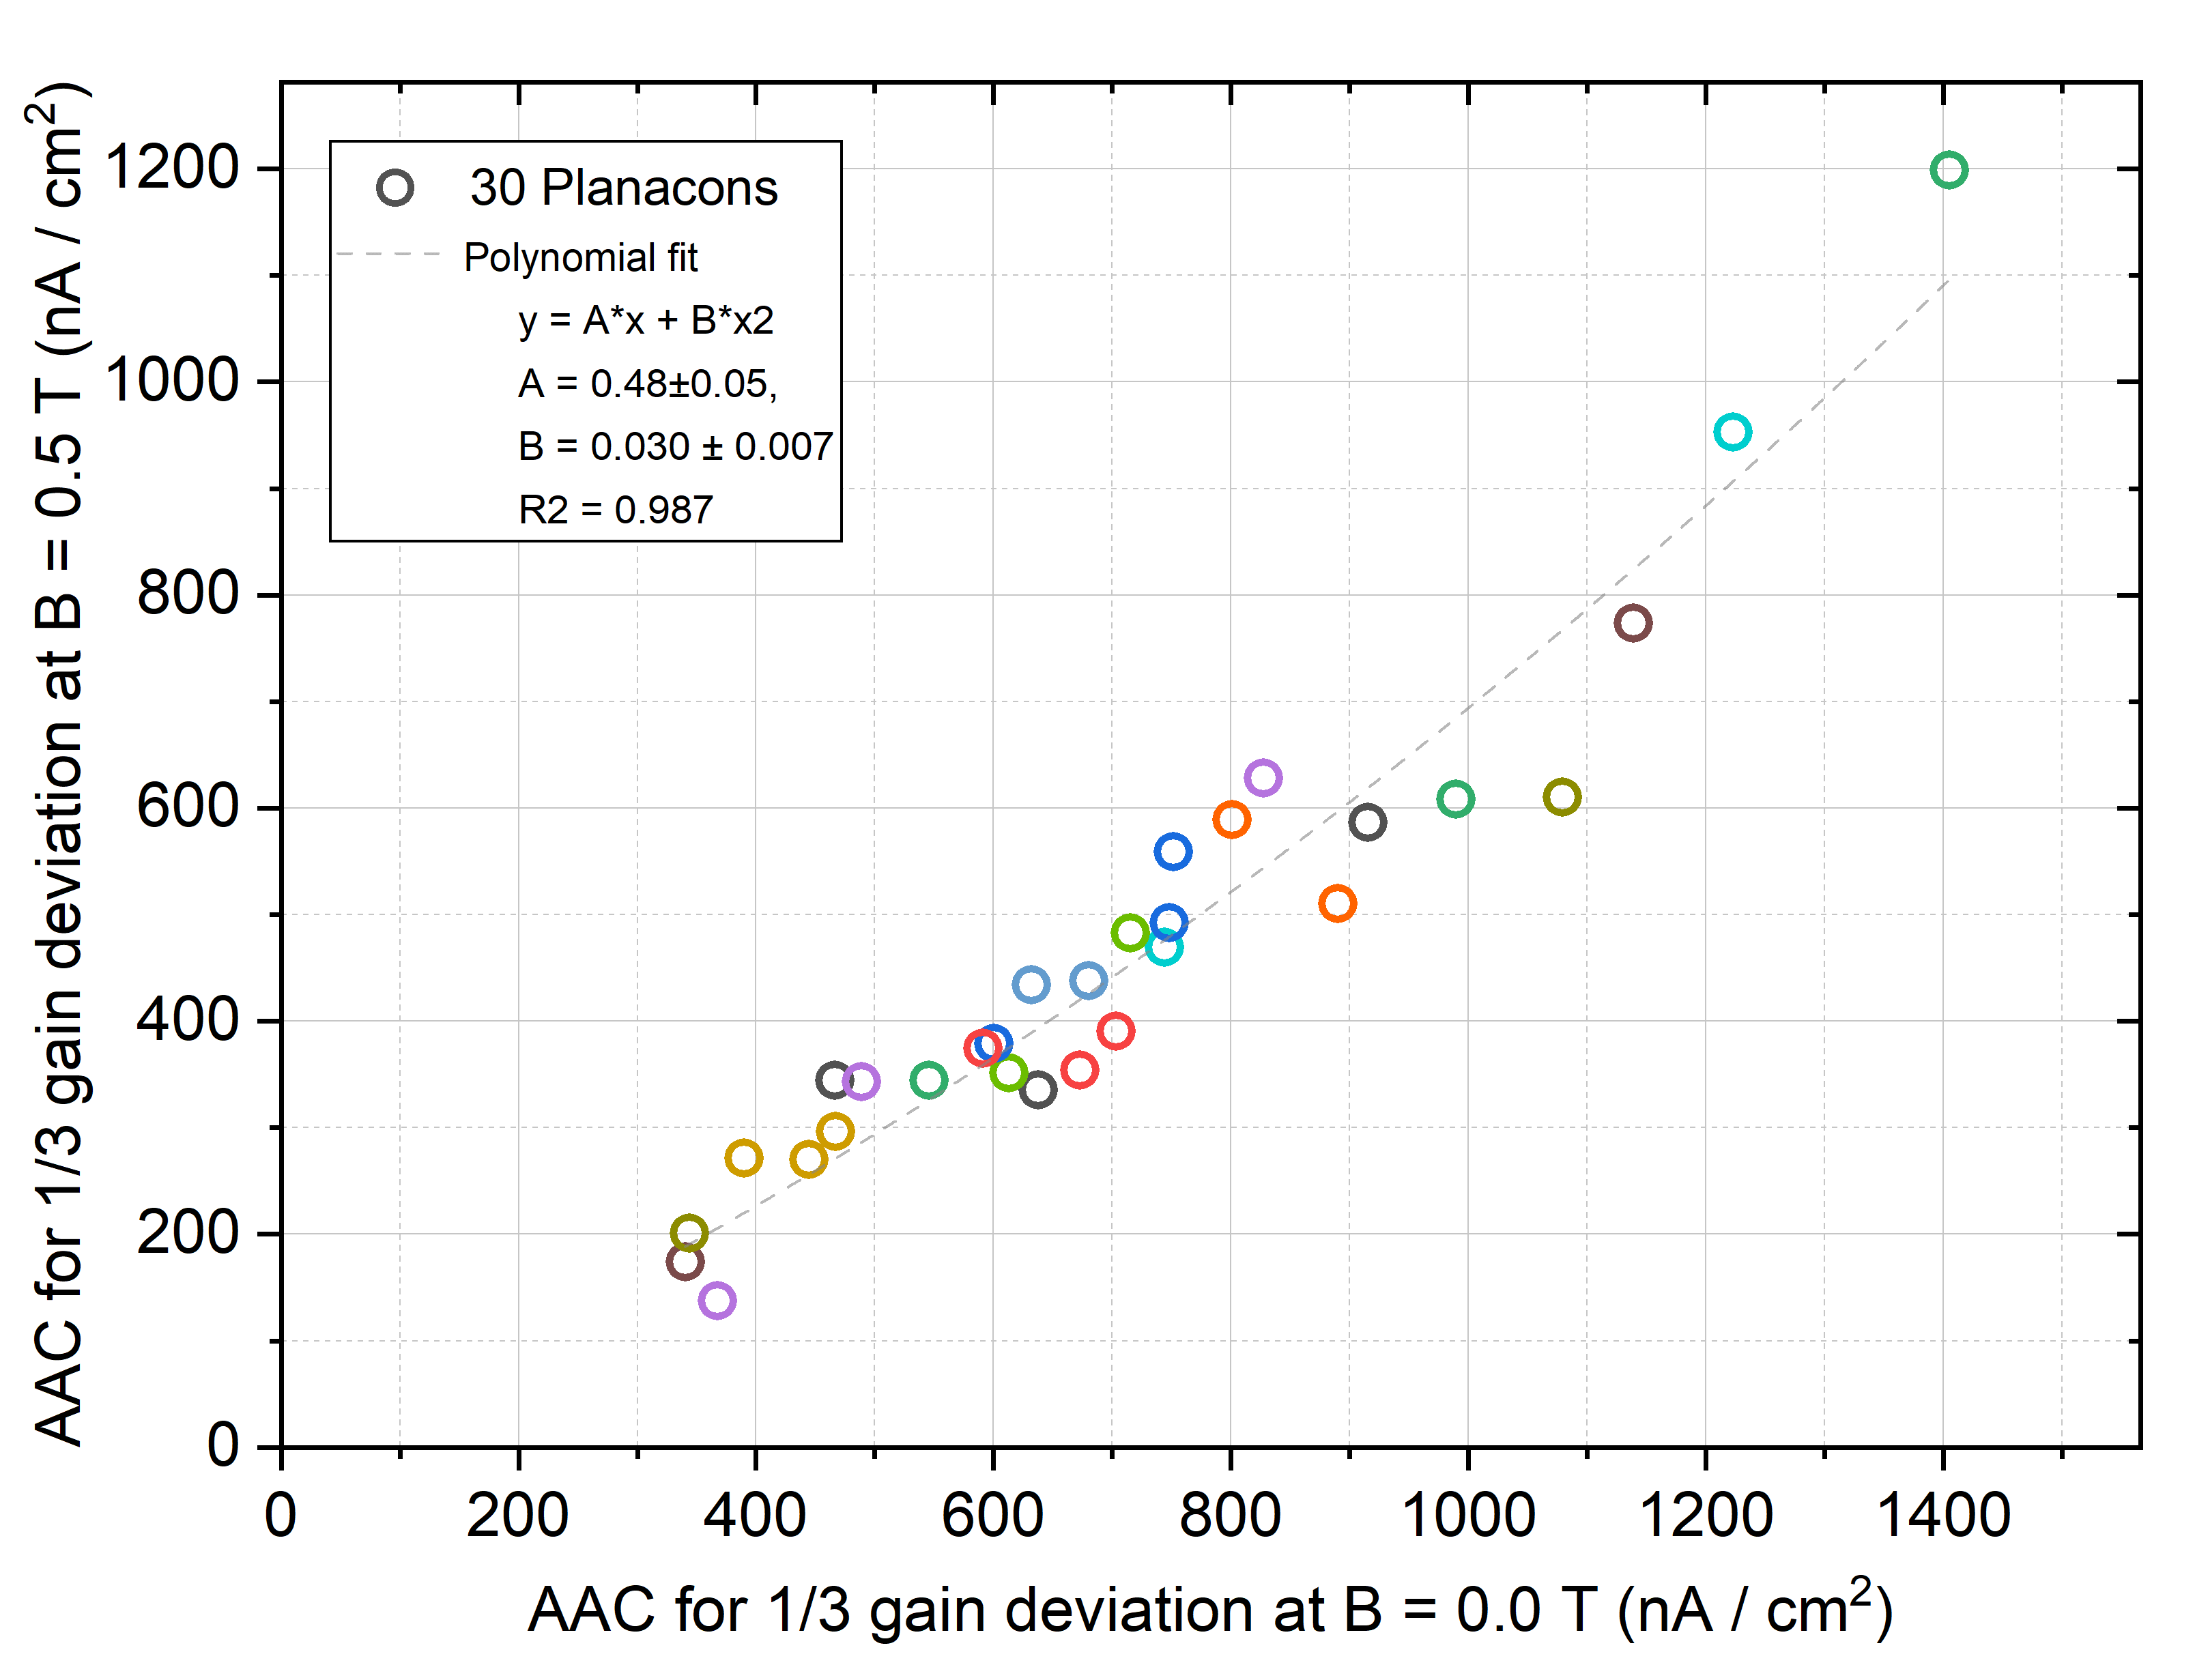 AAC for 1/3 gain deviation at B = 0.5 T (nA / cm²)
1200
1000
800
600
400
200
0
30 Planacons
Polynomial fit
y = A*x + B*x2
A = 0.48±0.05,
B = 0.030 ± 0.007
R2 = 0.987
0 200 400 600 800 1000 1200 1400
AAC for 1/3 gain deviation at B = 0.0 T (nA / cm²)